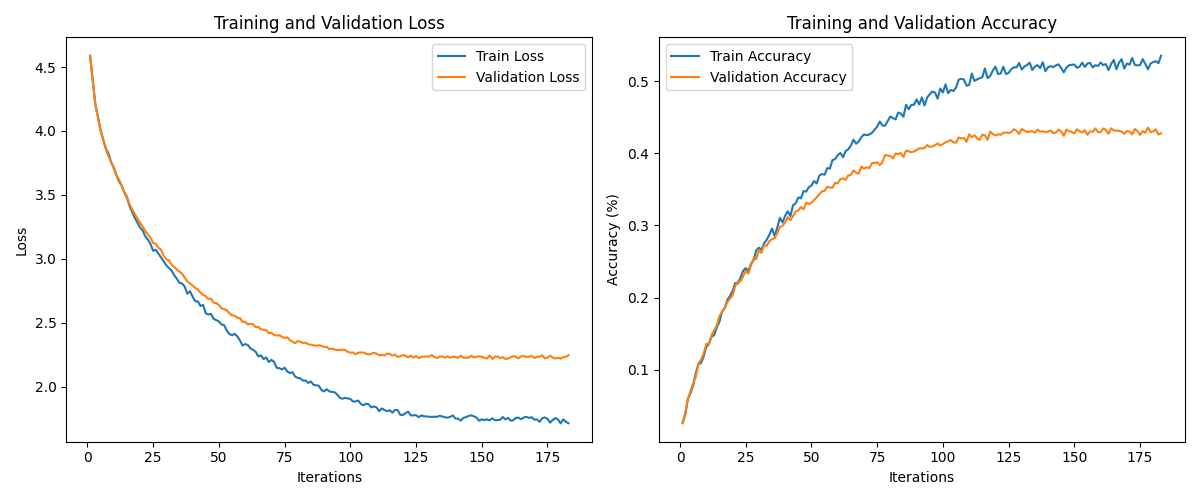 Training and Validation Loss
Train Loss
Validation Loss
4.5
4.0
3.5
3.0
2.5
2.0
Loss
0 25 50 75 100 125 150 175
Iterations
Training and Validation Accuracy
Train Accuracy
Validation Accuracy
0.5
0.4
0.3
0.2
0.1
Accuracy (%)
0 25 50 75 100 125 150 175
Iterations